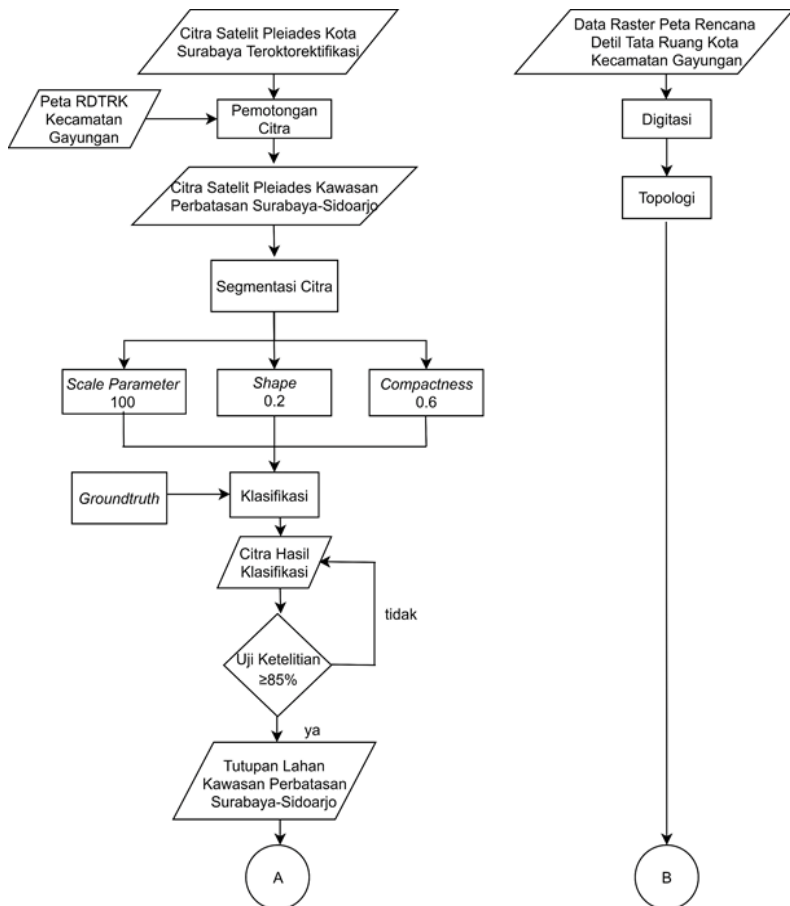 Citra Satelit Pleiades Kota
Surabaya Teroktorektifikasi
Peta RDTRK
Kecamatan
Gayungan
Pemotongan
Citra
Citra Satelit Pleiades Kawasan
Perbatasan Surabaya-Sidoarjo
Segmentasi Citra
Scale Parameter
100
Shape
0.2
Compactness
0.6
Groundtruth
Klasifikasi
Citra Hasil
Klasifikasi
tidak
Uji Ketelitian
≥85%
ya
Tutupan Lahan
Kawasan Perbatasan
Surabaya-Sidoarjo
A
Data Raster Peta Rencana
Detil Tata Ruang Kota
Kecamatan Gayungan
Digitasi
Topologi
B